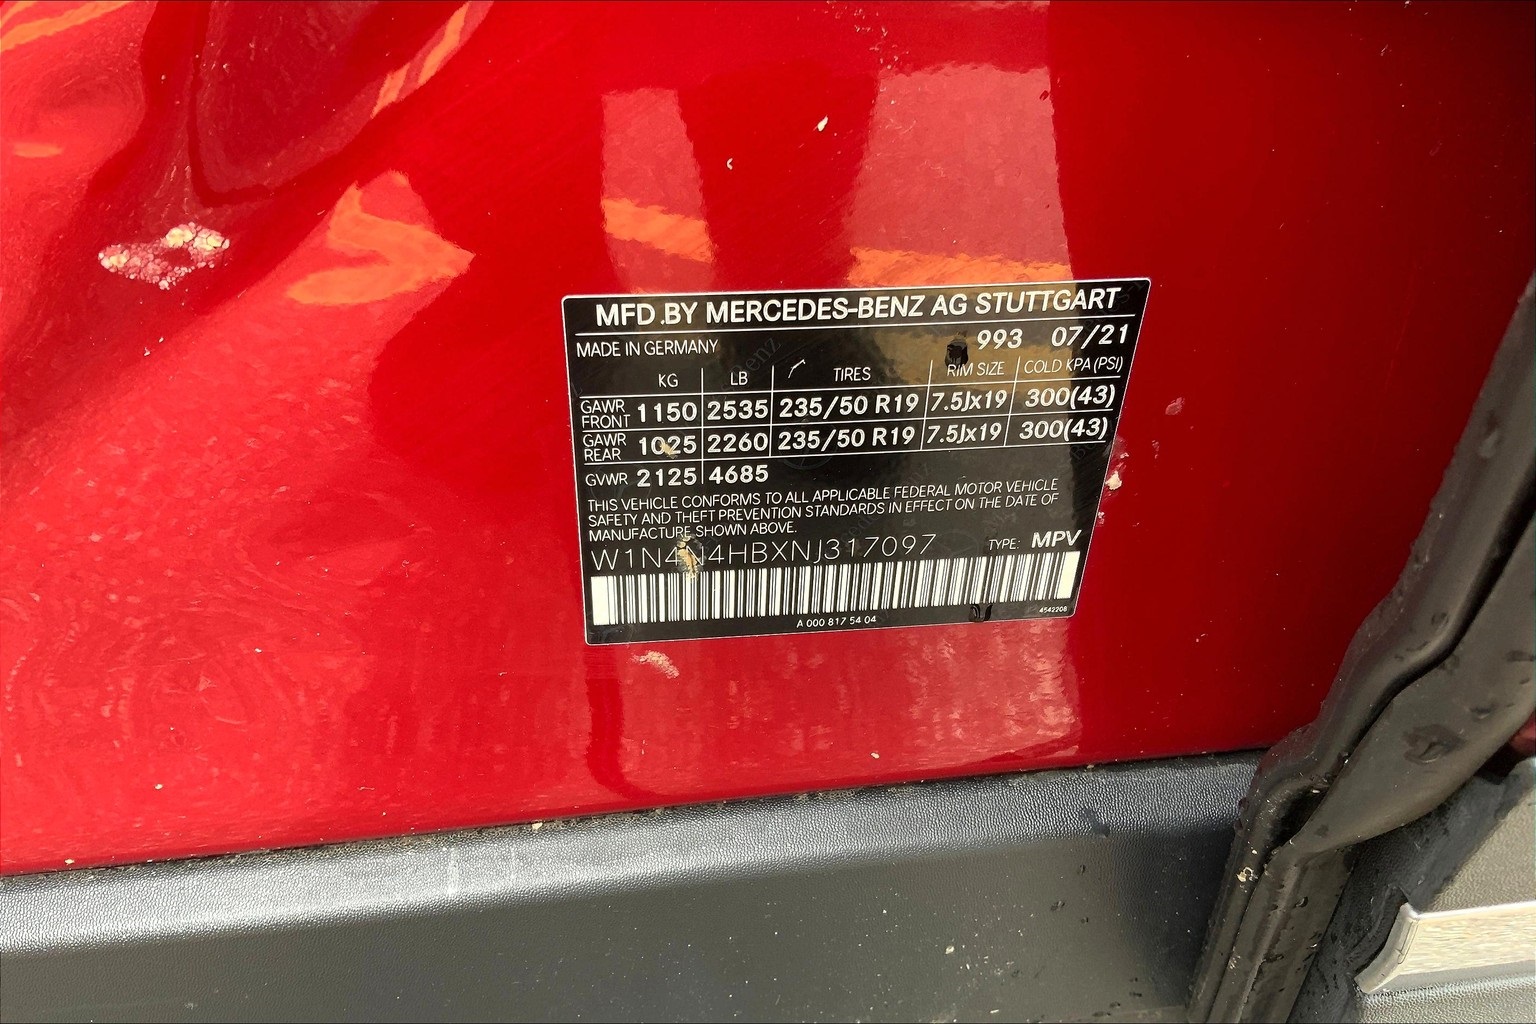 MFD.BY MERCEDES-BENZ AG STUTTGART
MADE IN GERMANY 993 07/21
KG LB TIRES RIM SIZE COLD KPA (PSI)
GAWR FRONT 1150 2535 235/50 R19 7.5Jx19 300(43)
GAWR REAR 1025 2260 235/50 R19 7.5Jx19 300(43)
GVWR 2125 4685
THIS VEHICLE CONFORMS TO ALL APPLICABLE FEDERAL MOTOR VEHICLE
SAFETY AND THEFT PREVENTION STANDARDS IN EFFECT ON THE DATE OF
MANUFACTURE SHOWN ABOVE.
W1N4N4HBXNJ317097 TYPE: MPV
A 000 817 54 04 4542208